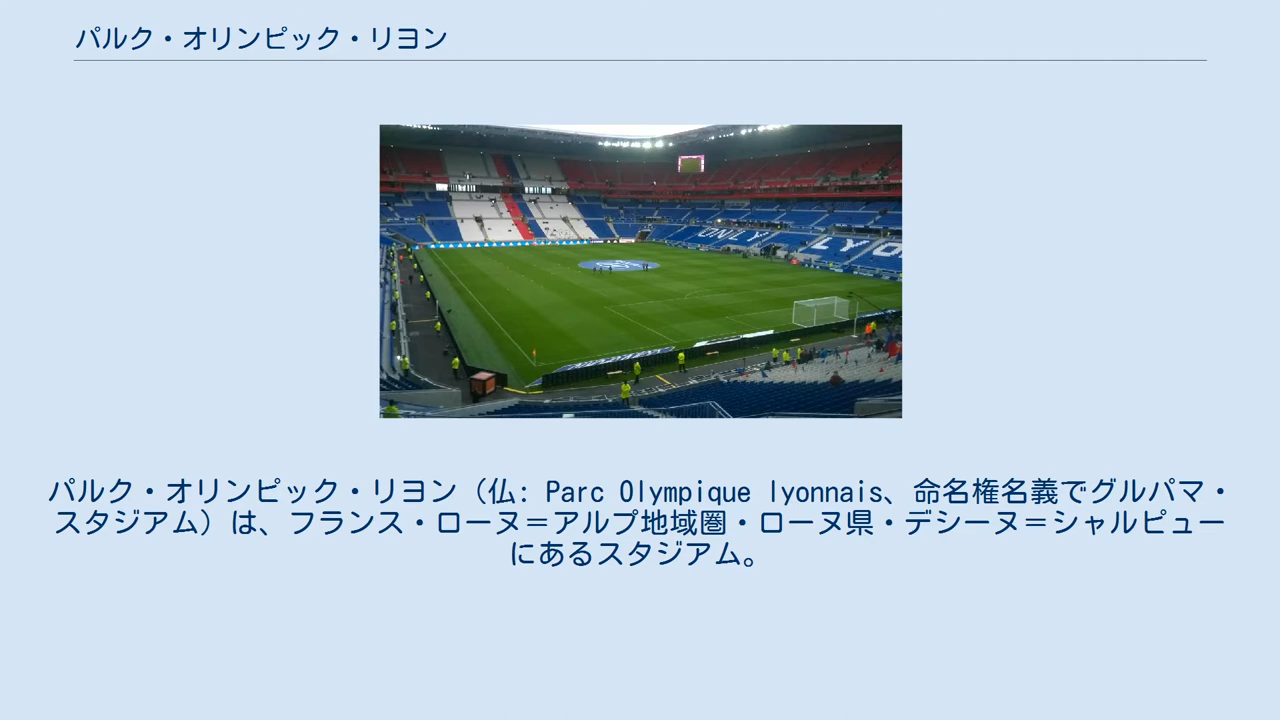 パルク・オリンピック・リヨン
ONLY LYO
パルク・オリンピック・リヨン（仏: Parc Olympique lyonnais、命名権名義でグルパマ・
スタジアム）は、フランス・ローヌ＝アルプ地域圏・ローヌ県・デシーヌ＝シャルピュー
にあるスタジアム。